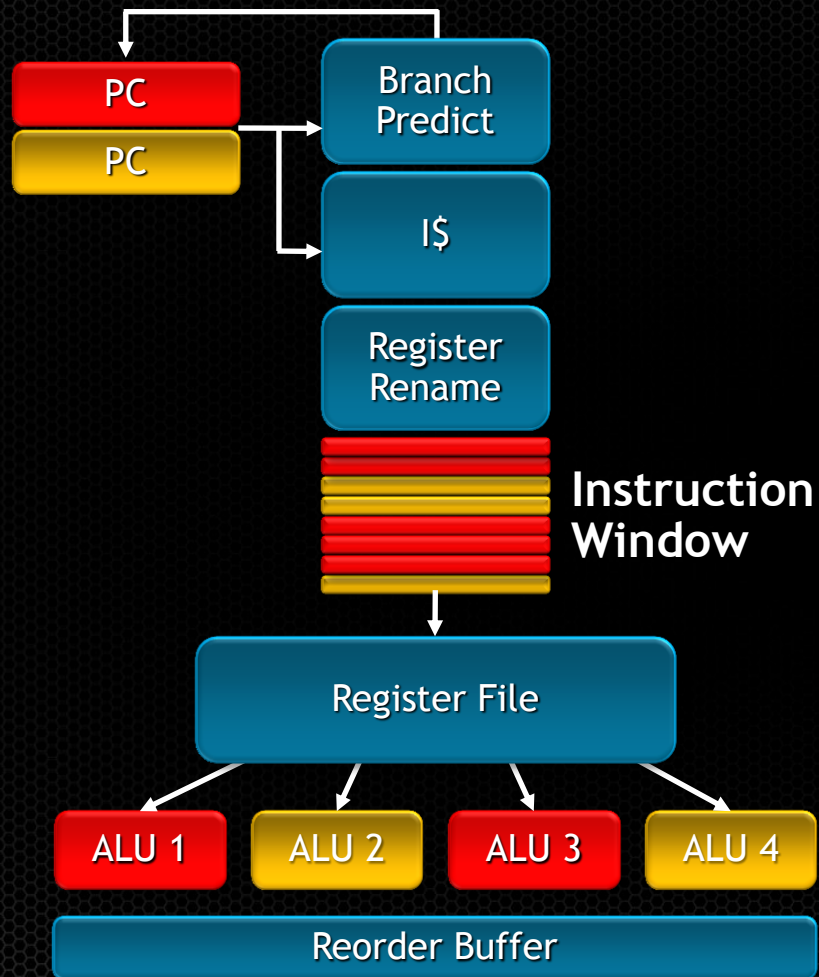 PC
PC
Branch
Predict
I$
Register
Rename
Instruction
Window
Register File
ALU 1
ALU 2
ALU 3
ALU 4
Reorder Buffer